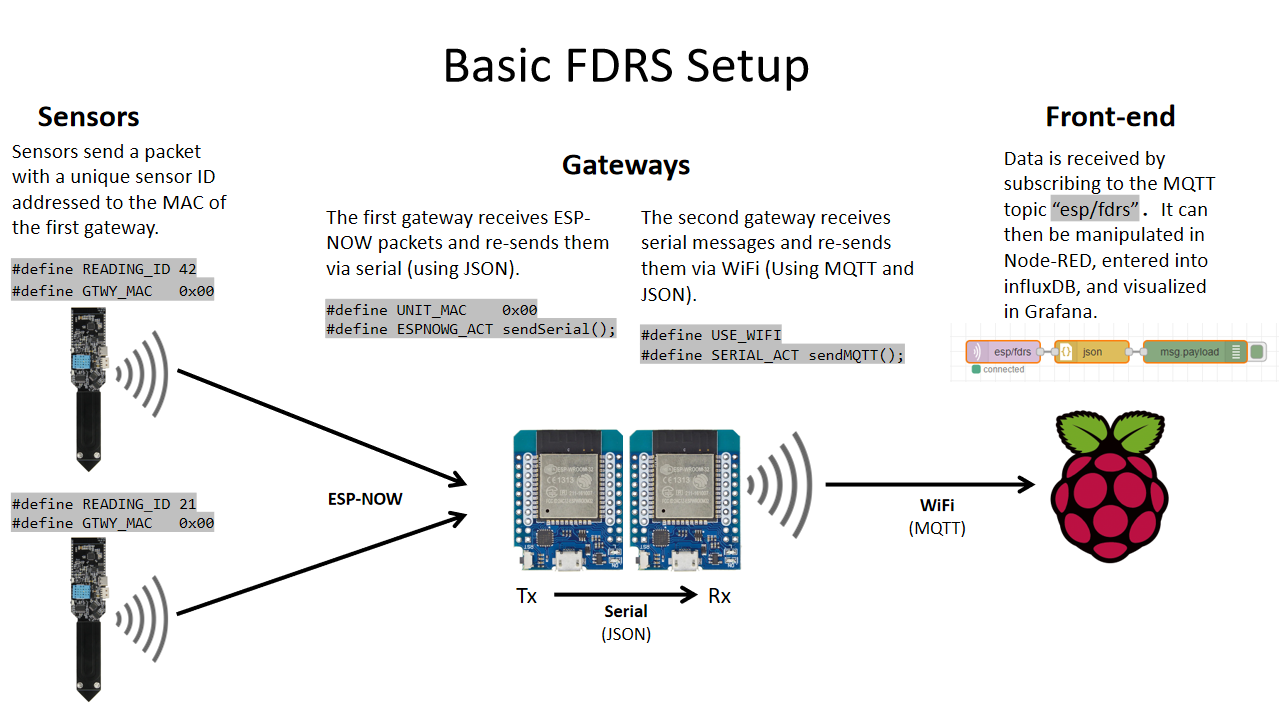 Basic FDRS Setup
Sensors
Sensors send a packet
with a unique sensor ID
addressed to the MAC of
the first gateway.
#define READING_ID 42
#define GTWY_MAC   0x00
#define READING_ID 21
#define GTWY_MAC   0x00
ESP-NOW
Gateways
The first gateway receives ESP-
NOW packets and re-sends them
via serial (using JSON).
#define UNIT_MAC    0x00
#define ESPNOWG_ACT sendSerial();
The second gateway receives
serial messages and re-sends
them via WiFi (Using MQTT and
JSON).
#define USE_WIFI
#define SERIAL_ACT sendMQTT();
ESP-WROOM-32
ESP-WROOM-32
Tx
Rx
Serial
(JSON)
WiFi
(MQTT)
Front-end
Data is received by
subscribing to the MQTT
topic “esp/fdrs”. It can
then be manipulated in
Node-RED, entered into
influxDB, and visualized
in Grafana.
esp/fdrs
{}
json
msg.payload
connected